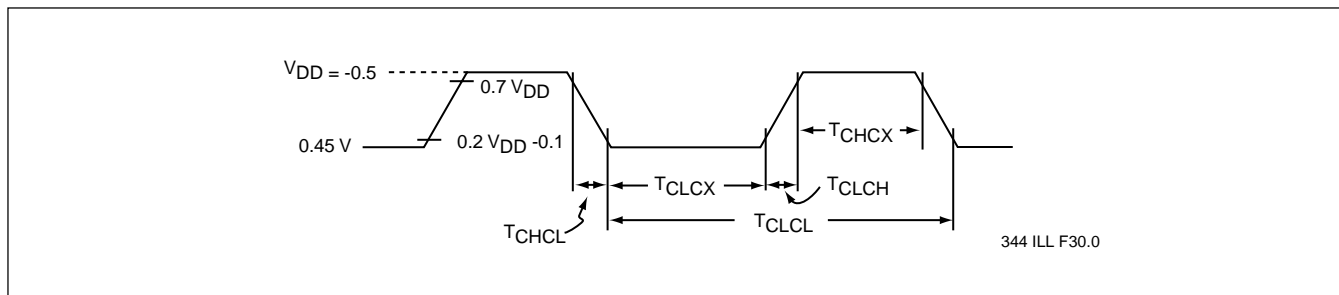 VDD = -0.5
0.7 VDD
0.45 V
0.2 VDD -0.1
TCHCX
TCLCX
TCLCH
TCHCL
TCLCL
344 ILL F30.0